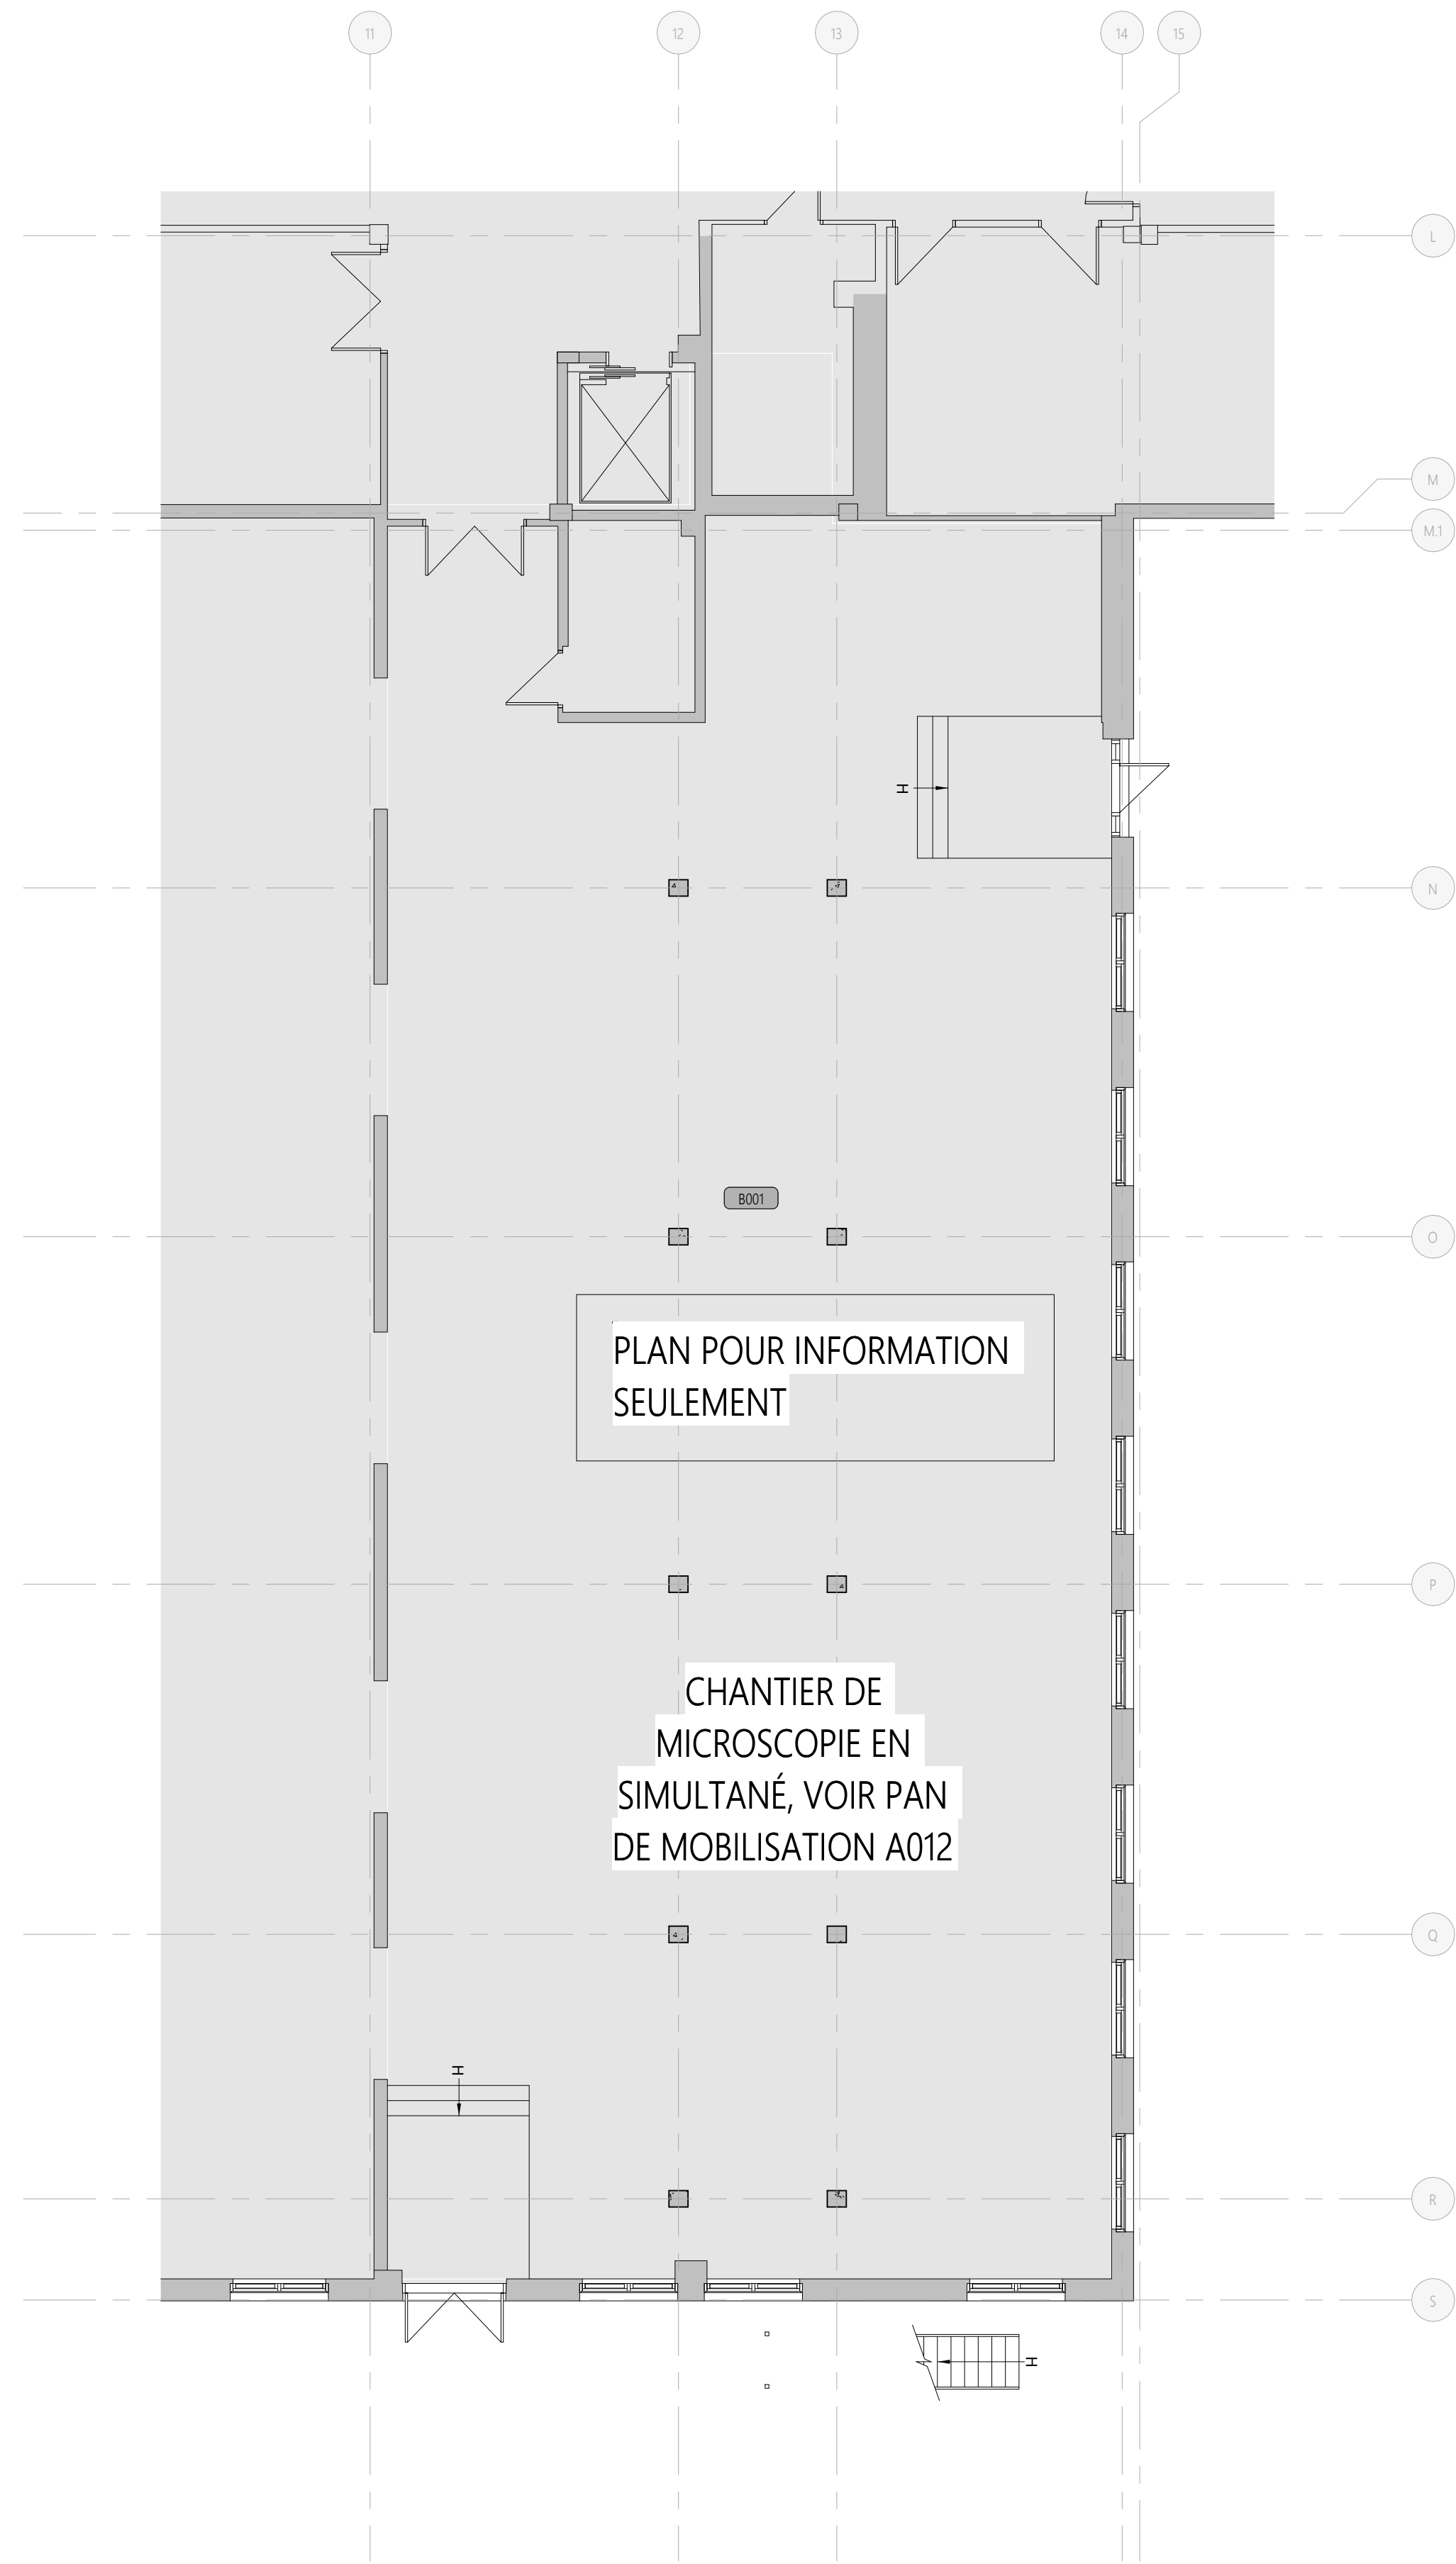 11
12
13
14
15
L
M
M.1
H
N
B001
O
PLAN POUR INFORMATION
SEULEMENT
P
CHANTIER DE
MICROSCOPIE EN
SIMULTANÉ, VOIR PAN
DE MOBILISATION A012
Q
H
R
S
H